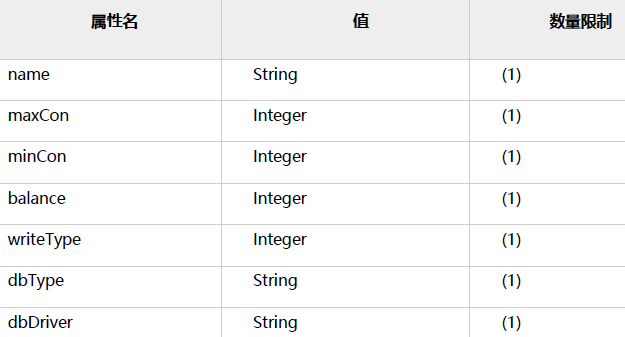 属性名 值 数量限制
name String (1)
maxCon Integer (1)
minCon Integer (1)
balance Integer (1)
writeType Integer (1)
dbType String (1)
dbDriver String (1)